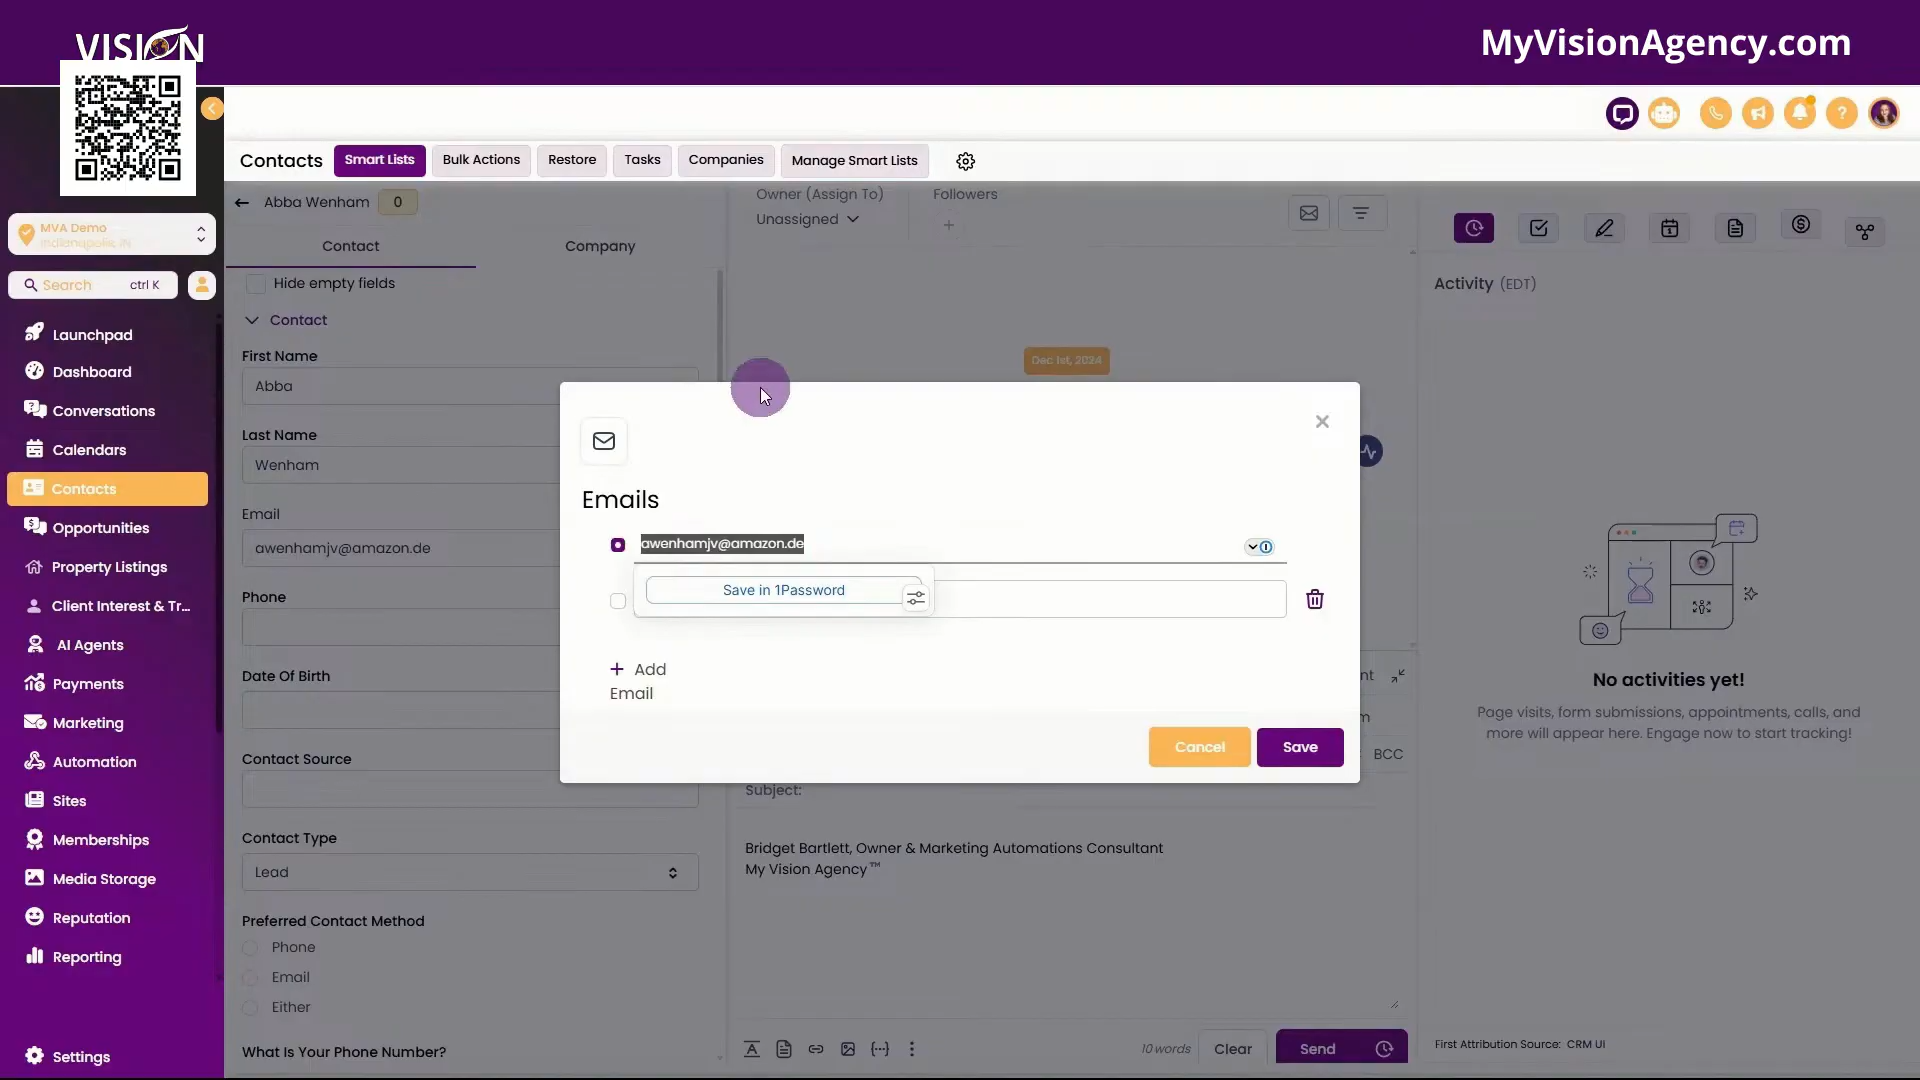 VISION
MyVisionAgency.com
Contacts
Smart Lists
Bulk Actions
Restore
Tasks
Companies
Manage Smart Lists
MVA Demo
Indianapolis, IN
Search
ctrl K
Launchpad
Dashboard
Conversations
Calendars
Contacts
Opportunities
Property Listings
Client Interest & Tr...
AI Agents
Payments
Marketing
Automation
Sites
Memberships
Media Storage
Reputation
Reporting
Settings
Abba Wenham
0
Contact
Company
Hide empty fields
Contact
First Name
Abba
Last Name
Wenham
Email
awenhamjv@amazon.de
Phone
Date Of Birth
Contact Source
Contact Type
Lead
Preferred Contact Method
Phone
Email
Either
What Is Your Phone Number?
Owner (Assign To)
Unassigned
Followers
Dec 1st, 2024
Emails
awenhamjv@amazon.de
Save in 1Password
+ Add
Email
Cancel
Save
BCC
Subject:
Bridget Bartlett, Owner & Marketing Automations Consultant
My Vision Agency™
10 words
Clear
Send
Activity (EDT)
No activities yet!
Page visits, form submissions, appointments, calls, and
more will appear here. Engage now to start tracking!
First Attribution Source: CRM UI